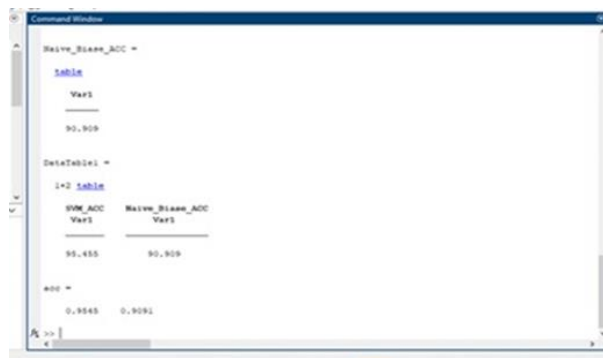 Command Window
Naive_Biase_ACC =
table
Var1
90.909
DataTable1 =
1×2 table
SVM_ACC Naive_Biase_ACC
Var1 Var1
95.455 90.909
acc =
0.9545 0.9091
fx >>